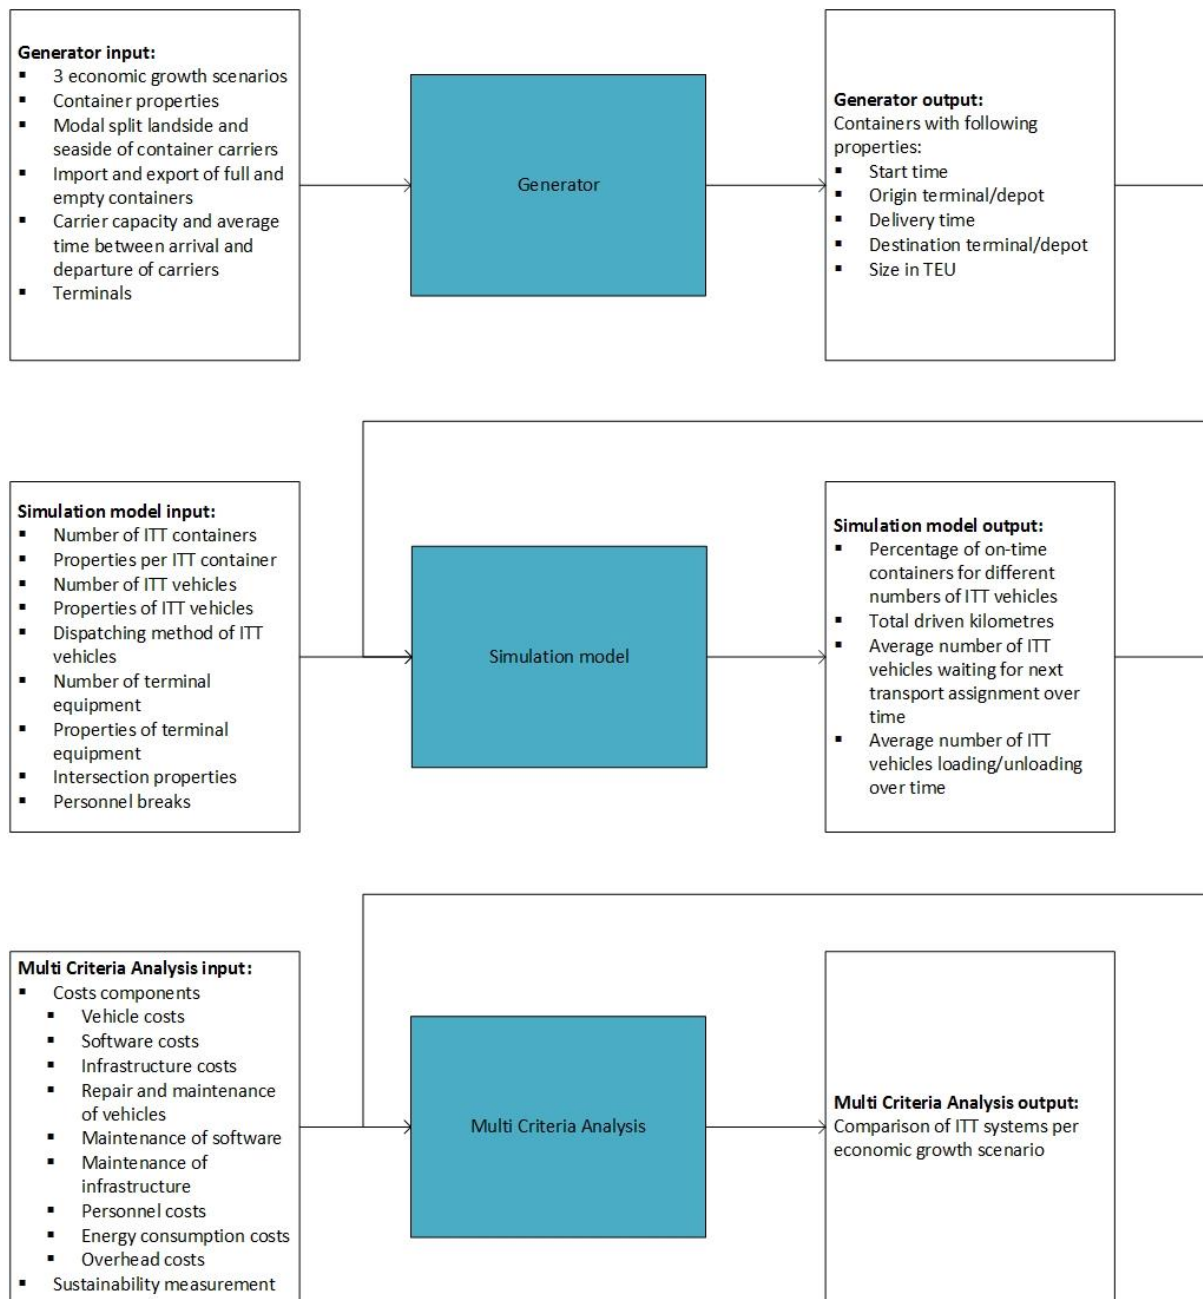 Generator input:
▪ 3 economic growth scenarios
▪ Container properties
▪ Modal split landside and
seaside of container carriers
▪ Import and export of full and
empty containers
▪ Carrier capacity and average
time between arrival and
departure of carriers
▪ Terminals
Generator
Generator output:
Containers with following
properties:
▪ Start time
▪ Origin terminal/depot
▪ Delivery time
▪ Destination terminal/depot
▪ Size in TEU
Simulation model input:
▪ Number of ITT containers
▪ Properties per ITT container
▪ Number of ITT vehicles
▪ Properties of ITT vehicles
▪ Dispatching method of ITT
vehicles
▪ Number of terminal
equipment
▪ Properties of terminal
equipment
▪ Intersection properties
▪ Personnel breaks
Simulation model
Simulation model output:
▪ Percentage of on-time
containers for different
numbers of ITT vehicles
▪ Total driven kilometres
▪ Average number of ITT
vehicles waiting for next
transport assignment over
time
▪ Average number of ITT
vehicles loading/unloading
over time
Multi Criteria Analysis input:
▪ Costs components
▪ Vehicle costs
▪ Software costs
▪ Infrastructure costs
▪ Repair and maintenance
of vehicles
▪ Maintenance of software
▪ Maintenance of
infrastructure
▪ Personnel costs
▪ Energy consumption costs
▪ Overhead costs
▪ Sustainability measurement
Multi Criteria Analysis
Multi Criteria Analysis output:
Comparison of ITT systems per
economic growth scenario